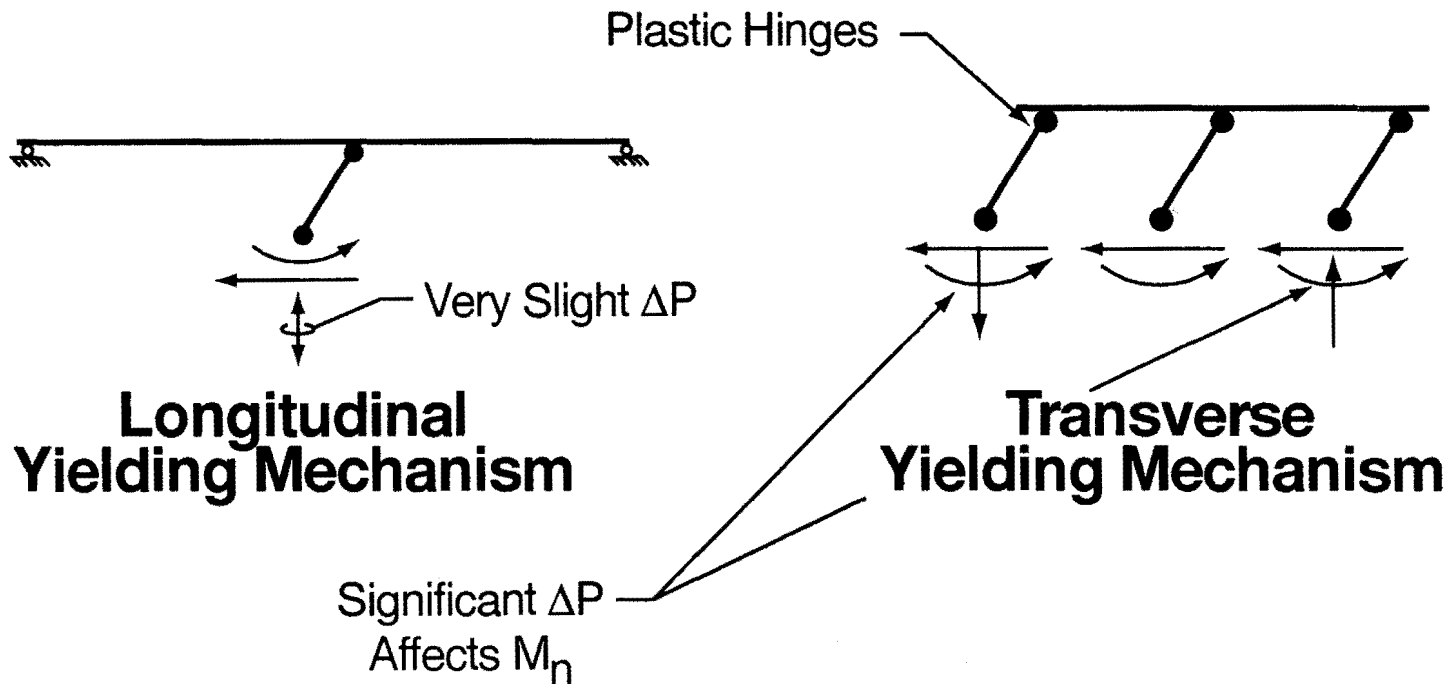 Plastic Hinges
Very Slight ΔP
Longitudinal
Yielding Mechanism
Transverse
Yielding Mechanism
Significant ΔP
Affects Mn